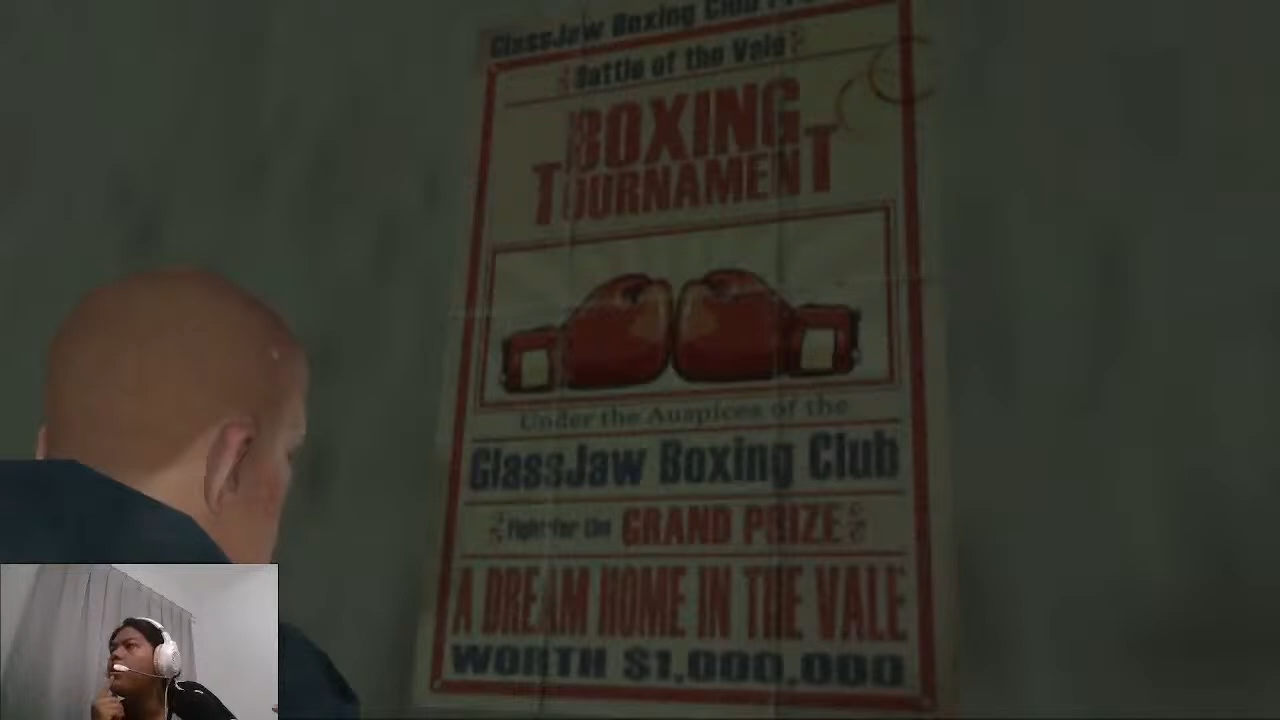 GlassJaw Boxing Club
Battle of the Vale
BOXING
TOURNAMENT
Under the Auspices of the
GlassJaw Boxing Club
Fight for the GRAND PRIZE
A DREAM HOME IN THE VALE
WORTH $1,000,000